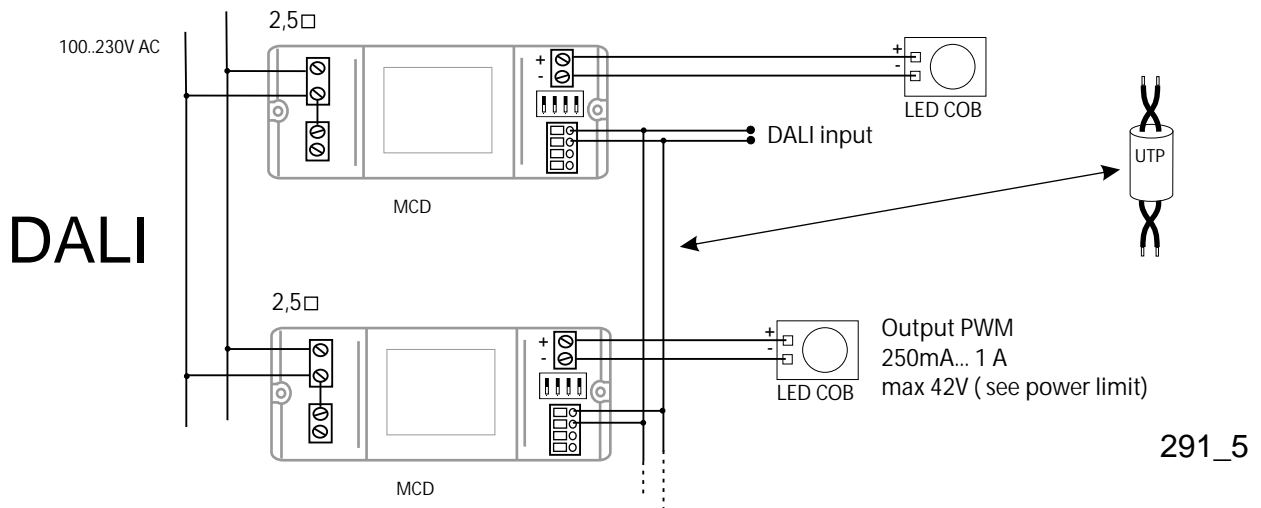 2,5□
100..230V AC
+
-
+
-
LED COB
DALI input
UTP
MCD
DALI
2,5□
+
-
+
-
LED COB
Output PWM
250mA... 1 A
max 42V ( see power limit)
MCD
291_5